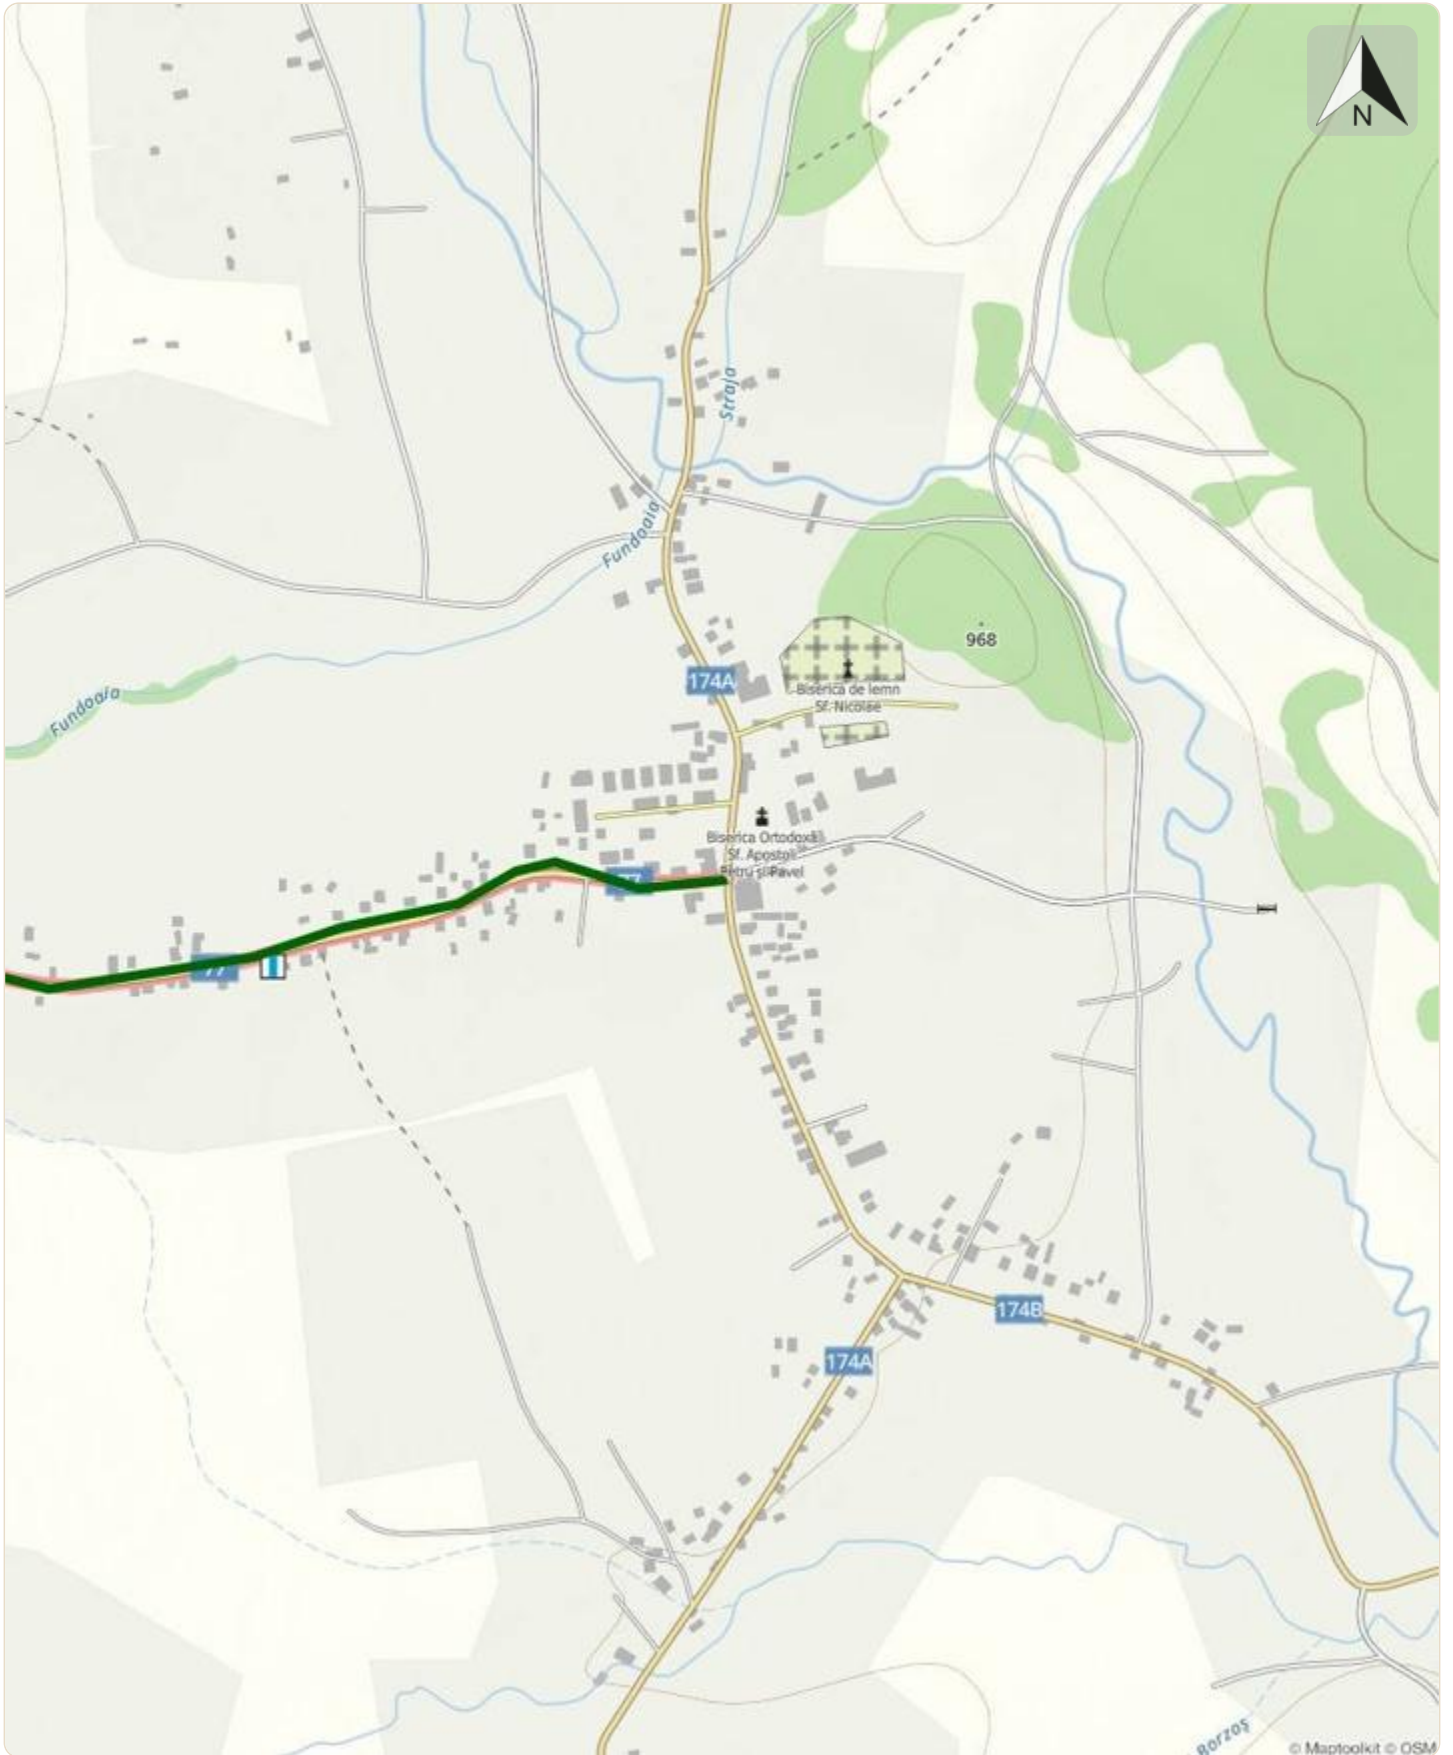 N
Straja
Fundoaia
968
174A
Biserica de lemn
Sf. Nicolae
Fundoaia
Biserica Ortodoxă
Sf. Apostoli
Petru și Pavel
77
77
174B
174A
Borzoș
© Maptoolkit © OSM